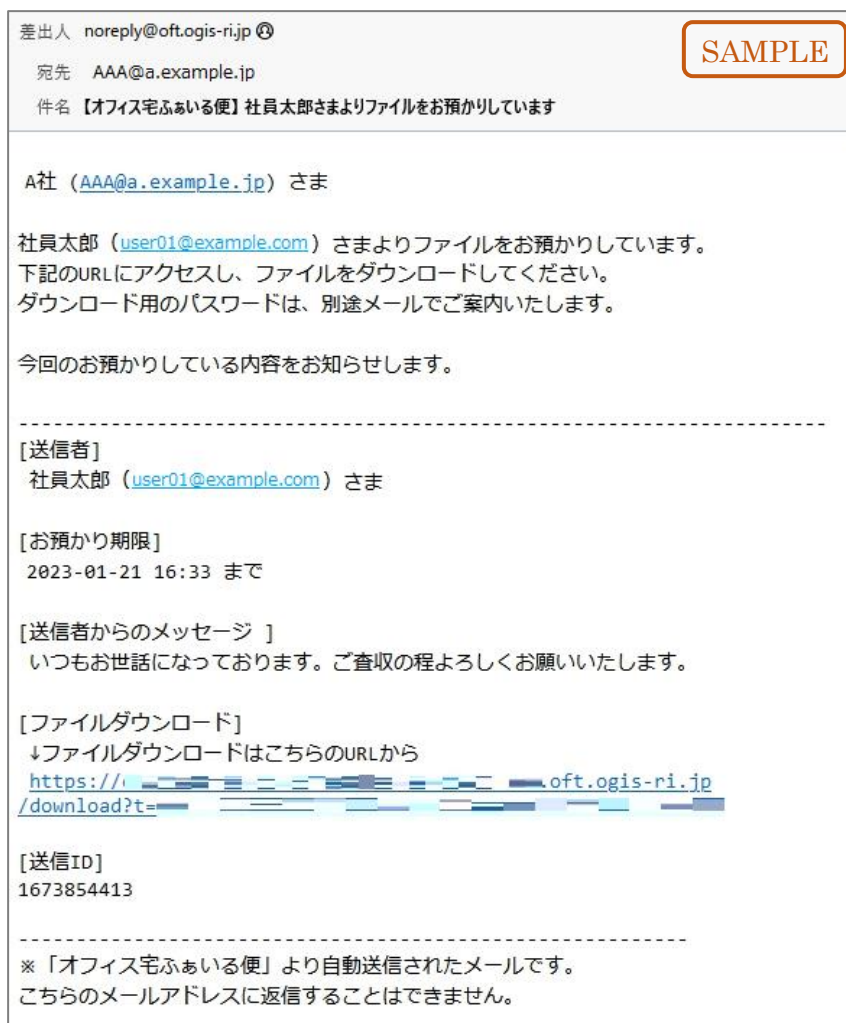 差出人 noreply@oft.ogis-ri.jp
SAMPLE
宛先 AAA@a.example.jp
件名 【オフィス宅ふぁいる便】社員太郎さまよりファイルをお預かりしています
A社 (AAA@a.example.jp) さま
社員太郎（user01@example.com）さまよりファイルをお預かりしています。
下記のURLにアクセスし、ファイルをダウンロードしてください。
ダウンロード用のパスワードは、別途メールでご案内いたします。
今回のお預かりしている内容をお知らせします。
----------------------------------------------------------------------
[送信者]
社員太郎（user01@example.com）さま
[お預かり期限]
2023-01-21 16:33 まで
[送信者からのメッセージ ]
いつもお世話になっております。ご査収の程よろしくお願いいたします。
[ファイルダウンロード]
↓ファイルダウンロードはこちらのURLから
https:// .oft.ogis-ri.jp
/download?t=
[送信ID]
1673854413
----------------------------------------------------------
※「オフィス宅ふぁいる便」より自動送信されたメールです。
こちらのメールアドレスに返信することはできません。